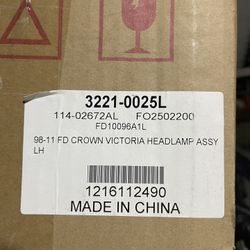 3221-0025L
114-02672AL FO2502200
FD10096A1L
98-11 FD CROWN VICTORIA HEADLAMP ASSY
LH
1216112490
MADE IN CHINA